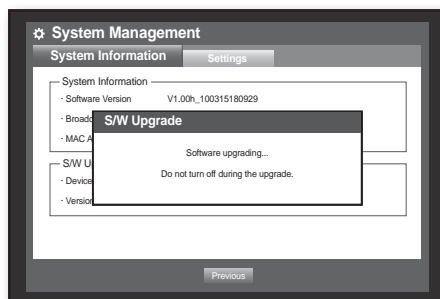 System Management
System Information
Settings
System Information
· Software Version V1.00h_100315180929
· Broadc
· MAC A
S/W Upgrade
Software upgrading...
Do not turn off during the upgrade.
S/W U
· Device
· Version
Previous